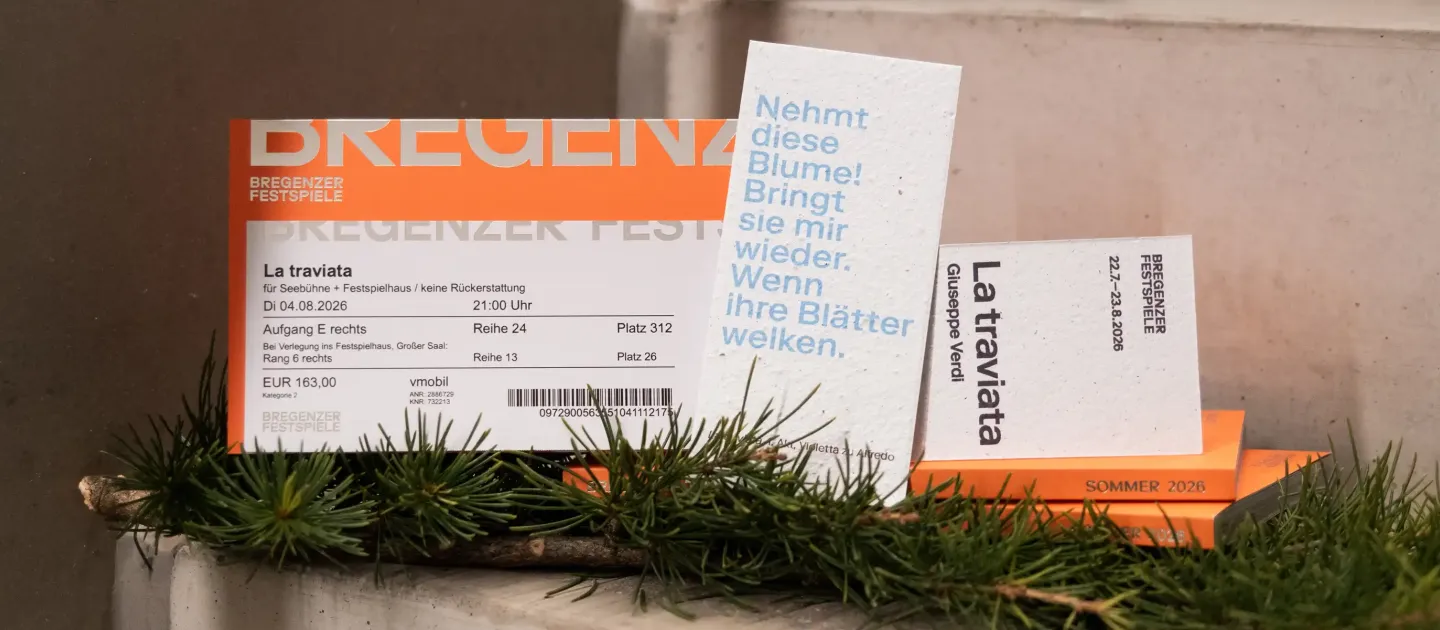 BREGENZ
BREGENZER
FESTSPIELE
BREGENZER FESTS
La traviata
für Seebühne + Festspielhaus / keine Rückerstattung
Di 04.08.2026 21:00 Uhr
Aufgang E rechts Reihe 24 Platz 312
Bei Verlegung ins Festspielhaus, Großer Saal:
Rang 6 rechts Reihe 13 Platz 26
EUR 163,00 vmobil
Kategorie 2 ANR: 2886729
KNR: 732213
BREGENZER
FESTSPIELE
Nehmt
diese
Blume!
Bringt
sie mir
wieder.
Wenn
ihre Blätter
welken.
Violetta zu Alfredo
La traviata
Giuseppe Verdi
BREGENZER
FESTSPIELE
22.7.–23.8.2026
SOMMER 2026